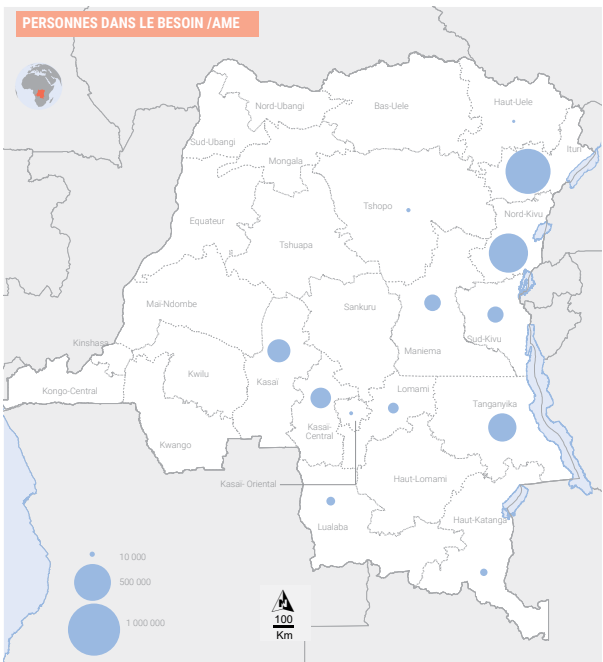 PERSONNES DANS LE BESOIN /AME
Haut-Uele
Nord-Ubangi
Bas-Uele
Sud-Ubangi
Ituri
Mongala
Tshopo
Nord-Kivu
Equateur
Tshuapa
Mai-Ndombe
Sankuru
Kinshasa
Sud-Kivu
Maniema
Kwilu
Kasaï
Kongo-Central
Lomami
Tanganyika
Kasaï-
Central
Kwango
Haut-Lomami
Kasai- Oriental
Lualaba
Haut-Katanga
10 000
500 000
1 000 000
100
Km